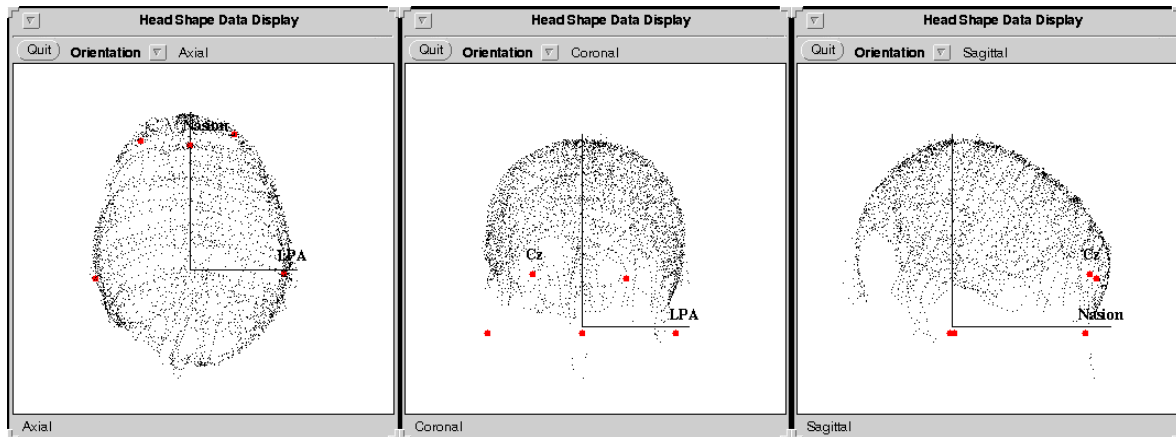 Head Shape Data Display
Quit Orientation Axial
Nasion
LPA
Axial
Head Shape Data Display
Quit Orientation Coronal
Cz
LPA
Coronal
Head Shape Data Display
Quit Orientation Sagittal
Cz
Nasion
Sagittal